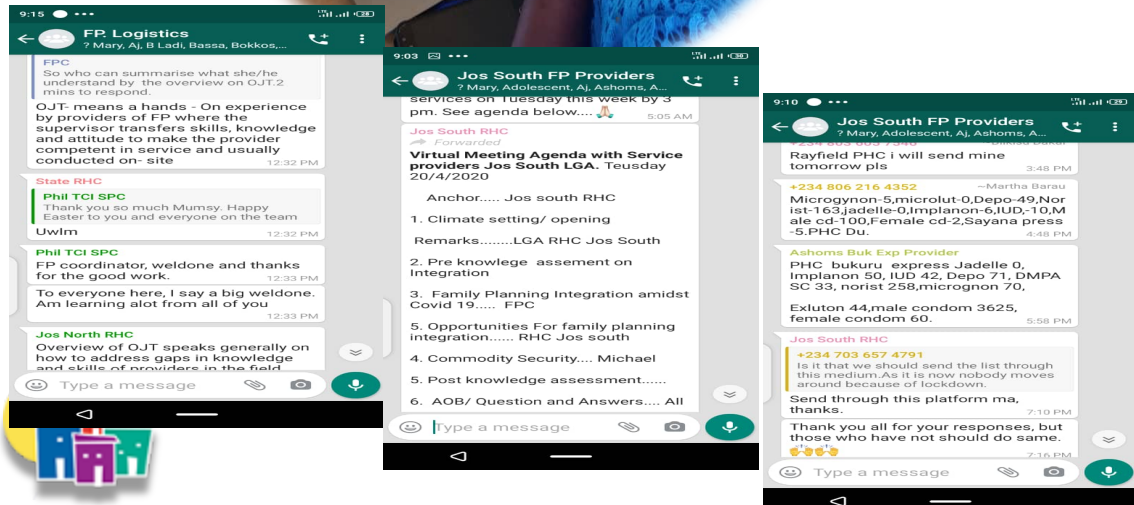 9:15
FP. Logistics
? Mary, Aj, B Ladi, Bassa, Bokkos,...
FPC
So who can summarise what she/he
understand by the overview on OJT.2
mins to respond.
OJT- means a hands - On experience
by providers of FP where the
supervisor transfers skills, knowledge
and attitude to make the provider
competent in service and usually
conducted on- site
12:32 PM
State RHC
Phil TCI SPC
Thank you so much Mumsy. Happy
Easter to you and everyone on the team
Uwlm
12:32 PM
Phil TCI SPC
FP coordinator, weldone and thanks
for the good work.
12:33 PM
To everyone here, I say a big weldone.
Am learning alot from all of you
12:33 PM
Jos North RHC
Overview of OJT speaks generally on
how to address gaps in knowledge
and skills of providers in the field
Type a message
9:03
Jos South FP Providers
? Mary, Adolescent, Aj, Ashoms, A...
services on Tuesday this week by 3
pm. See agenda below....
5:05 AM
Jos South RHC
Forwarded
Virtual Meeting Agenda with Service
providers Jos South LGA. Teusday
20/4/2020
Anchor..... Jos south RHC
1. Climate setting/ opening
Remarks........LGA RHC Jos South
2. Pre knowlege assement on
Integration
3. Family Planning Integration amidst
Covid 19..... FPC
5. Opportunities For family planning
integration...... RHC Jos south
4. Commodity Security.... Michael
5. Post knowledge assessment......
6. AOB/ Question and Answers.... All
Type a message
9:10
Jos South FP Providers
? Mary, Adolescent, Aj, Ashoms, A...
Rayfield PHC i will send mine
tomorrow pls
3:48 PM
+234 806 216 4352 ~Martha Barau
Microgynon-5,microlut-0,Depo-49,Nor
ist-163,jadelle-0,Implanon-6,IUD,-10,M
ale cd-100,Female cd-2,Sayana press
-5.PHC Du.
4:48 PM
Ashoms Buk Exp Provider
PHC bukuru express Jadelle 0,
Implanon 50, IUD 42, Depo 71, DMPA
SC 33, norist 258,micrognon 70,
Exluton 44,male condom 3625,
female condom 60.
5:58 PM
Jos South RHC
+234 703 657 4791
Is it that we should send the list through
this medium.As it is now nobody moves
around because of lockdown.
Send through this platform ma,
thanks.
7:10 PM
Thank you all for your responses, but
those who have not should do same.
7:16 PM
Type a message